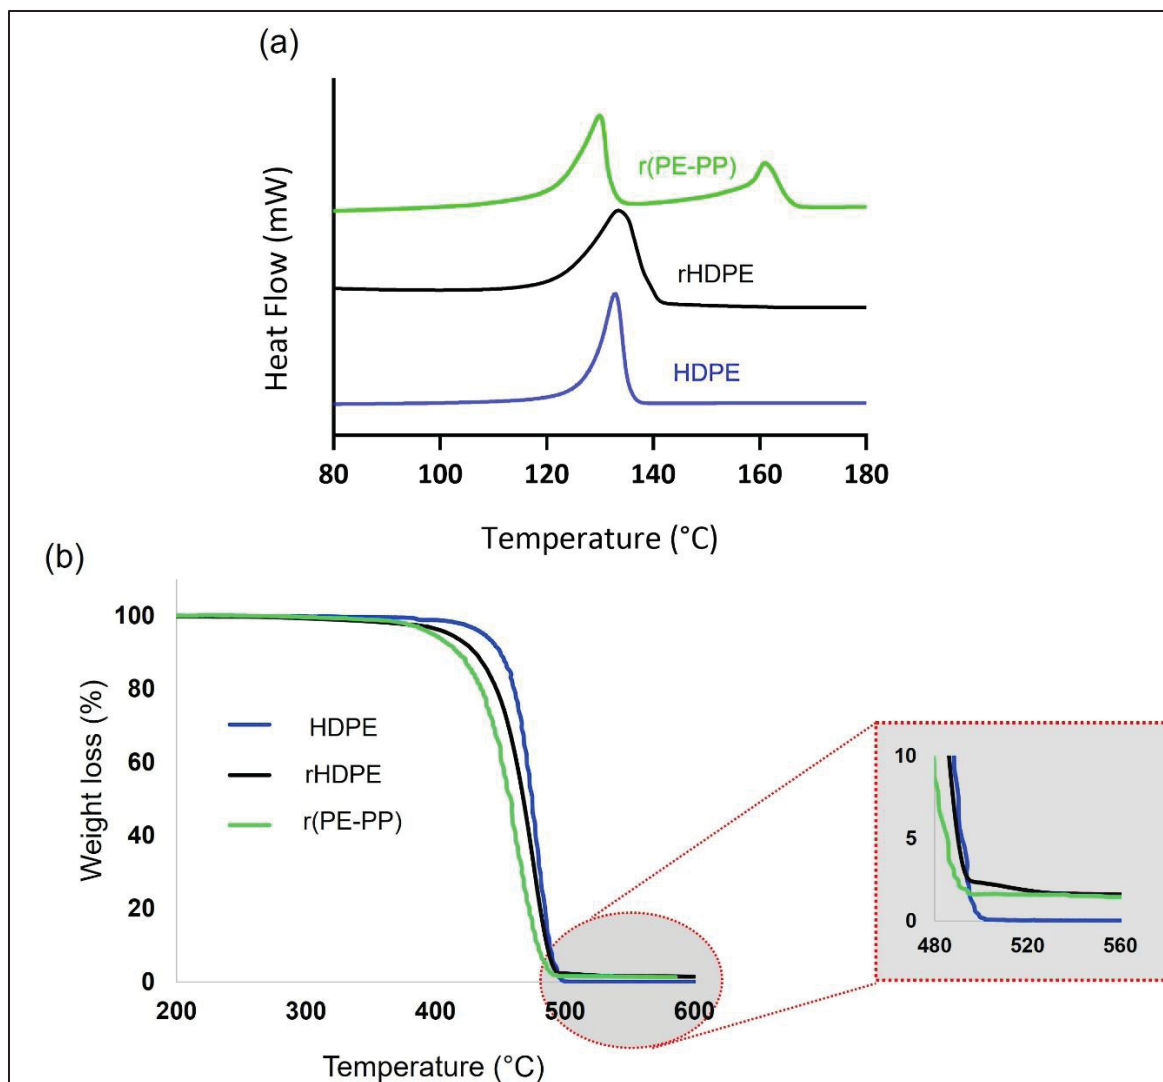 (a)
Heat Flow (mW)
r(PE-PP)
rHDPE
HDPE
80 100 120 140 160 180
Temperature (°C)
(b)
Weight loss (%)
100
80
60
40
20
0
HDPE
rHDPE
r(PE-PP)
200 300 400 500 600
Temperature (°C)
10
5
0
480 520 560